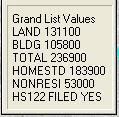 Grand List Values
LAND 131100
BLDG 105800
TOTAL 236900
HOMESTD 183900
NONRESI 53000
HS122 FILED YES